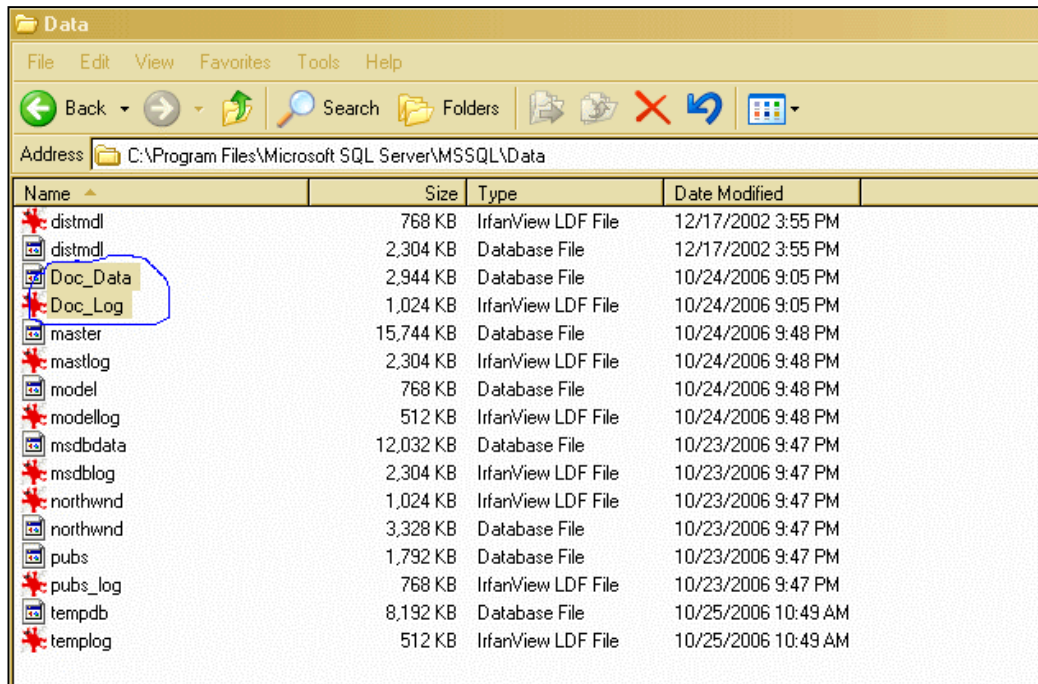 Data
File Edit View Favorites Tools Help
Back Search Folders
Address C:\Program Files\Microsoft SQL Server\MSSQL\Data
Name Size Type Date Modified
distmdl 768 KB IrfanView LDF File 12/17/2002 3:55 PM
distmdl 2,304 KB Database File 12/17/2002 3:55 PM
Doc_Data 2,944 KB Database File 10/24/2006 9:05 PM
Doc_Log 1,024 KB IrfanView LDF File 10/24/2006 9:05 PM
master 15,744 KB Database File 10/24/2006 9:48 PM
mastlog 2,304 KB IrfanView LDF File 10/24/2006 9:48 PM
model 768 KB Database File 10/24/2006 9:48 PM
modellog 512 KB IrfanView LDF File 10/24/2006 9:48 PM
msdbdata 12,032 KB Database File 10/23/2006 9:47 PM
msdblog 2,304 KB IrfanView LDF File 10/23/2006 9:47 PM
northwnd 1,024 KB IrfanView LDF File 10/23/2006 9:47 PM
northwnd 3,328 KB Database File 10/23/2006 9:47 PM
pubs 1,792 KB Database File 10/23/2006 9:47 PM
pubs_log 768 KB IrfanView LDF File 10/23/2006 9:47 PM
tempdb 8,192 KB Database File 10/25/2006 10:49 AM
templog 512 KB IrfanView LDF File 10/25/2006 10:49 AM